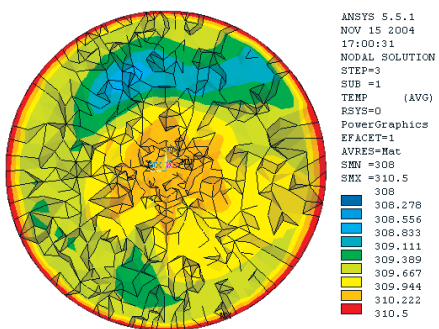 ANSYS 5.5.1
NOV 15 2004
17:00:31
NODAL SOLUTION
STEP=3
SUB =1
TEMP (AVG)
RSYS=0
PowerGraphics
EFACET=1
AVRES=Mat
SMN =308
SMX =310.5
308
308.278
308.556
308.833
309.111
309.389
309.667
309.944
310.222
310.5